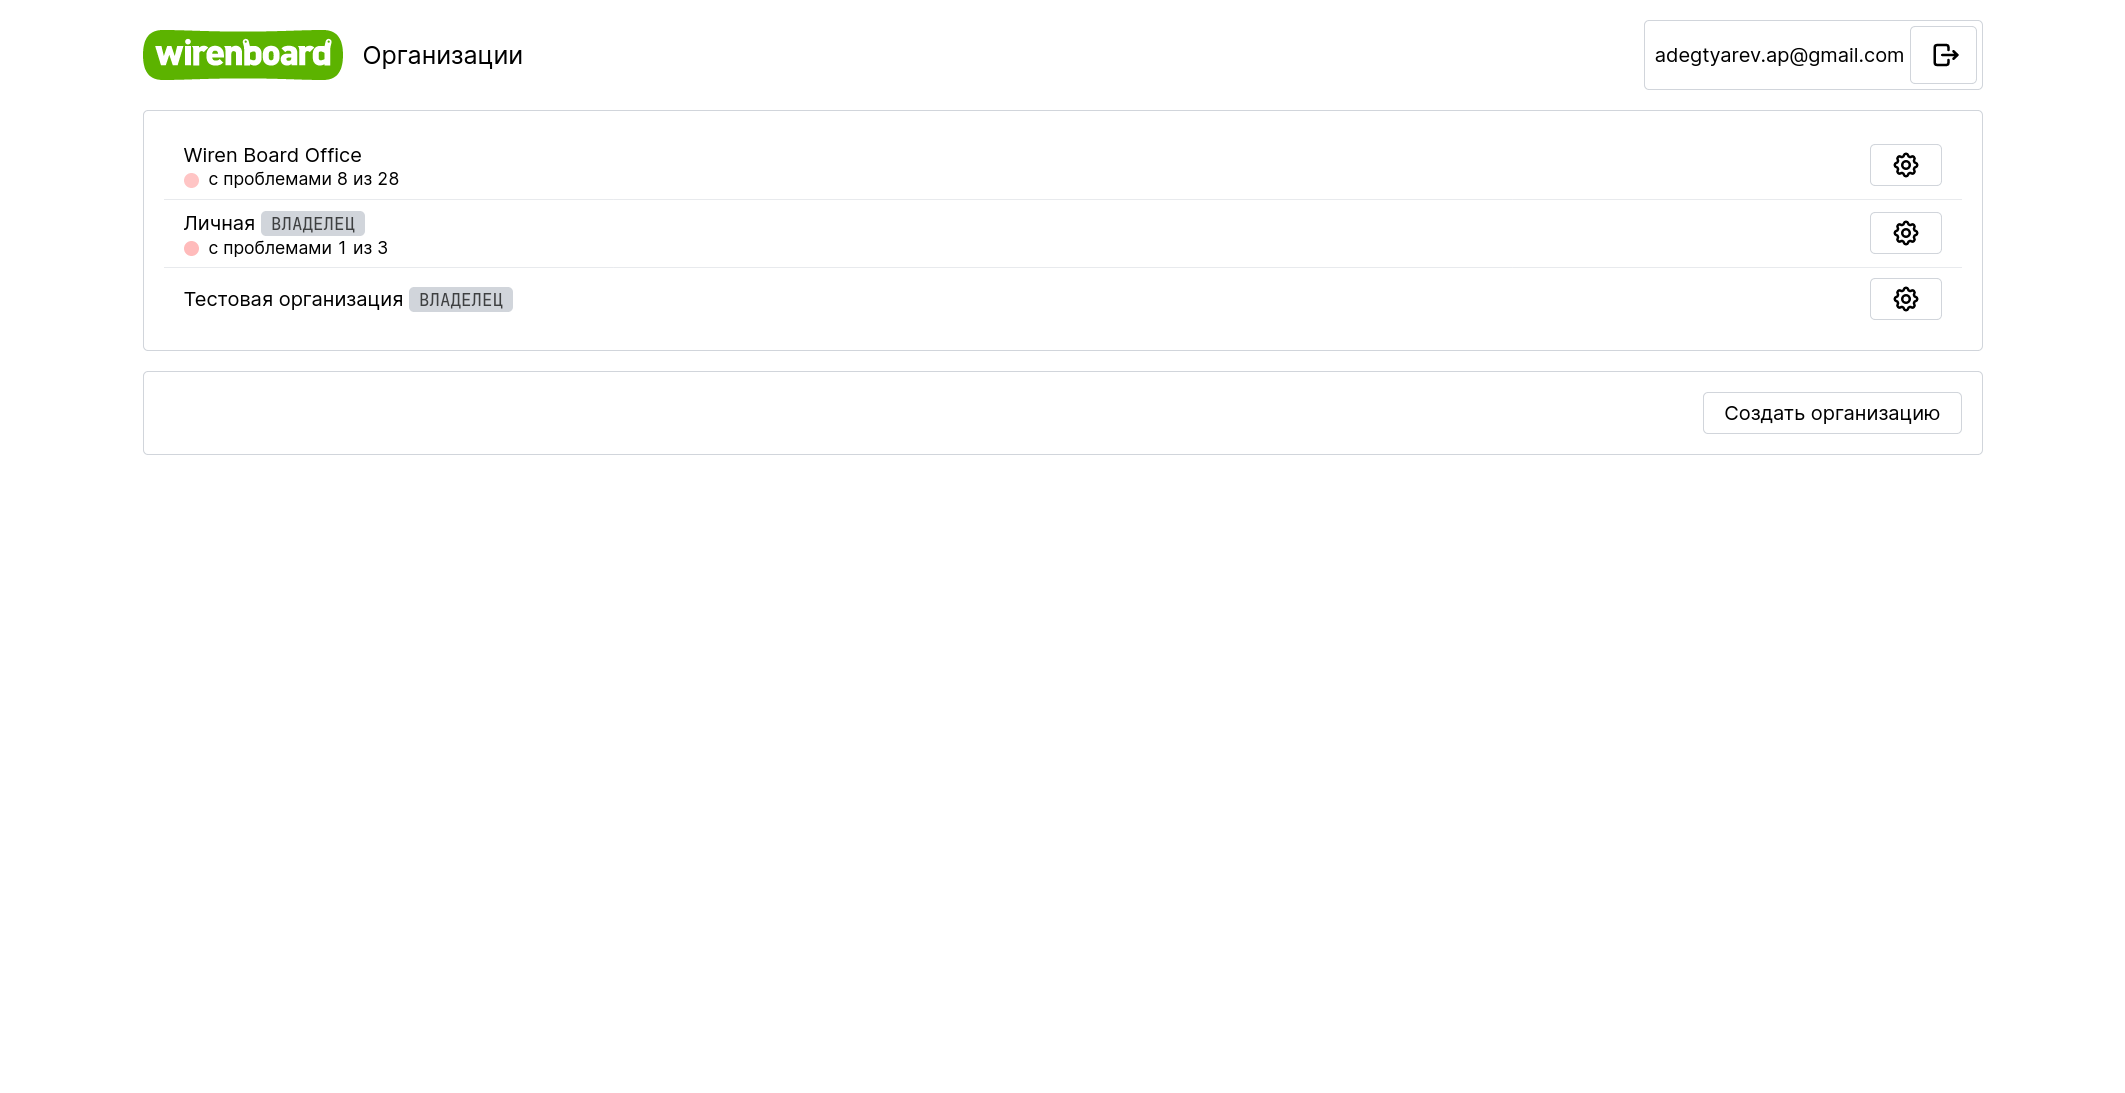 wirenboard Организации adegtyarev.ap@gmail.com
Wiren Board Office
с проблемами 8 из 28
Личная ВЛАДЕЛЕЦ
с проблемами 1 из 3
Тестовая организация ВЛАДЕЛЕЦ
Создать организацию